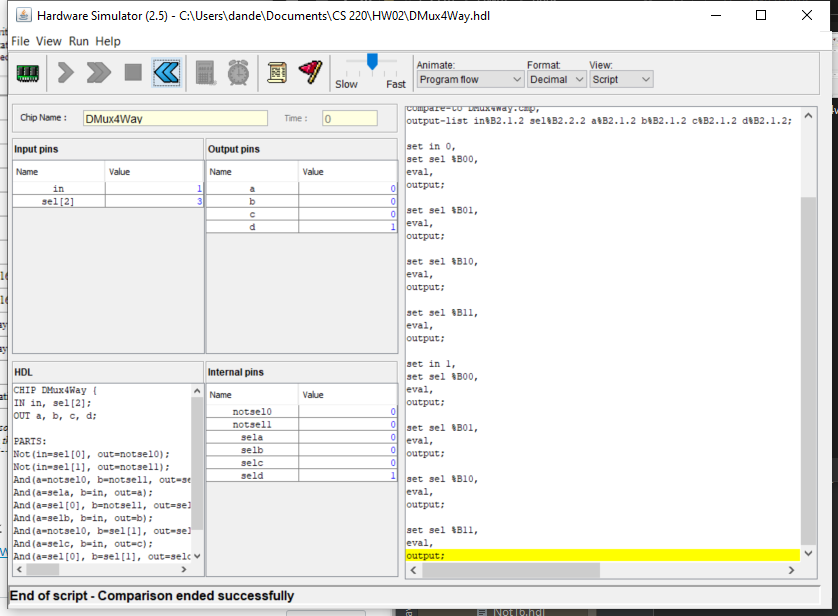 Hardware Simulator (2.5) - C:\Users\dande\Documents\CS 220\HW02\DMux4Way.hdl
File View Run Help
Slow Fast
Animate:
Program flow
Format:
Decimal
View:
Script
Chip Name :
DMux4Way
Time :
0
Input pins
Name Value
in 1
sel[2] 3
Output pins
Name Value
a 0
b 0
c 0
d 1
HDL
CHIP DMux4Way {
IN in, sel[2];
OUT a, b, c, d;
PARTS:
Not(in=sel[0], out=notsel0);
Not(in=sel[1], out=notsel1);
And(a=notsel0, b=notsel1, out=se
And(a=sela, b=in, out=a);
And(a=sel[0], b=notsel1, out=sel
And(a=selb, b=in, out=b);
And(a=notsel0, b=sel[1], out=sel
And(a=selc, b=in, out=c);
And(a=sel[0], b=sel[1], out=selc
Internal pins
Name Value
notsel0 0
notsel1 0
sela 0
selb 0
selc 0
seld 1
compare-to DMux4Way.cmp,
output-list in%B2.1.2 sel%B2.2.2 a%B2.1.2 b%B2.1.2 c%B2.1.2 d%B2.1.2;
set in 0,
set sel %B00,
eval,
output;
set sel %B01,
eval,
output;
set sel %B10,
eval,
output;
set sel %B11,
eval,
output;
set in 1,
set sel %B00,
eval,
output;
set sel %B01,
eval,
output;
set sel %B10,
eval,
output;
set sel %B11,
eval,
output;
End of script - Comparison ended successfully
Not16.hdl